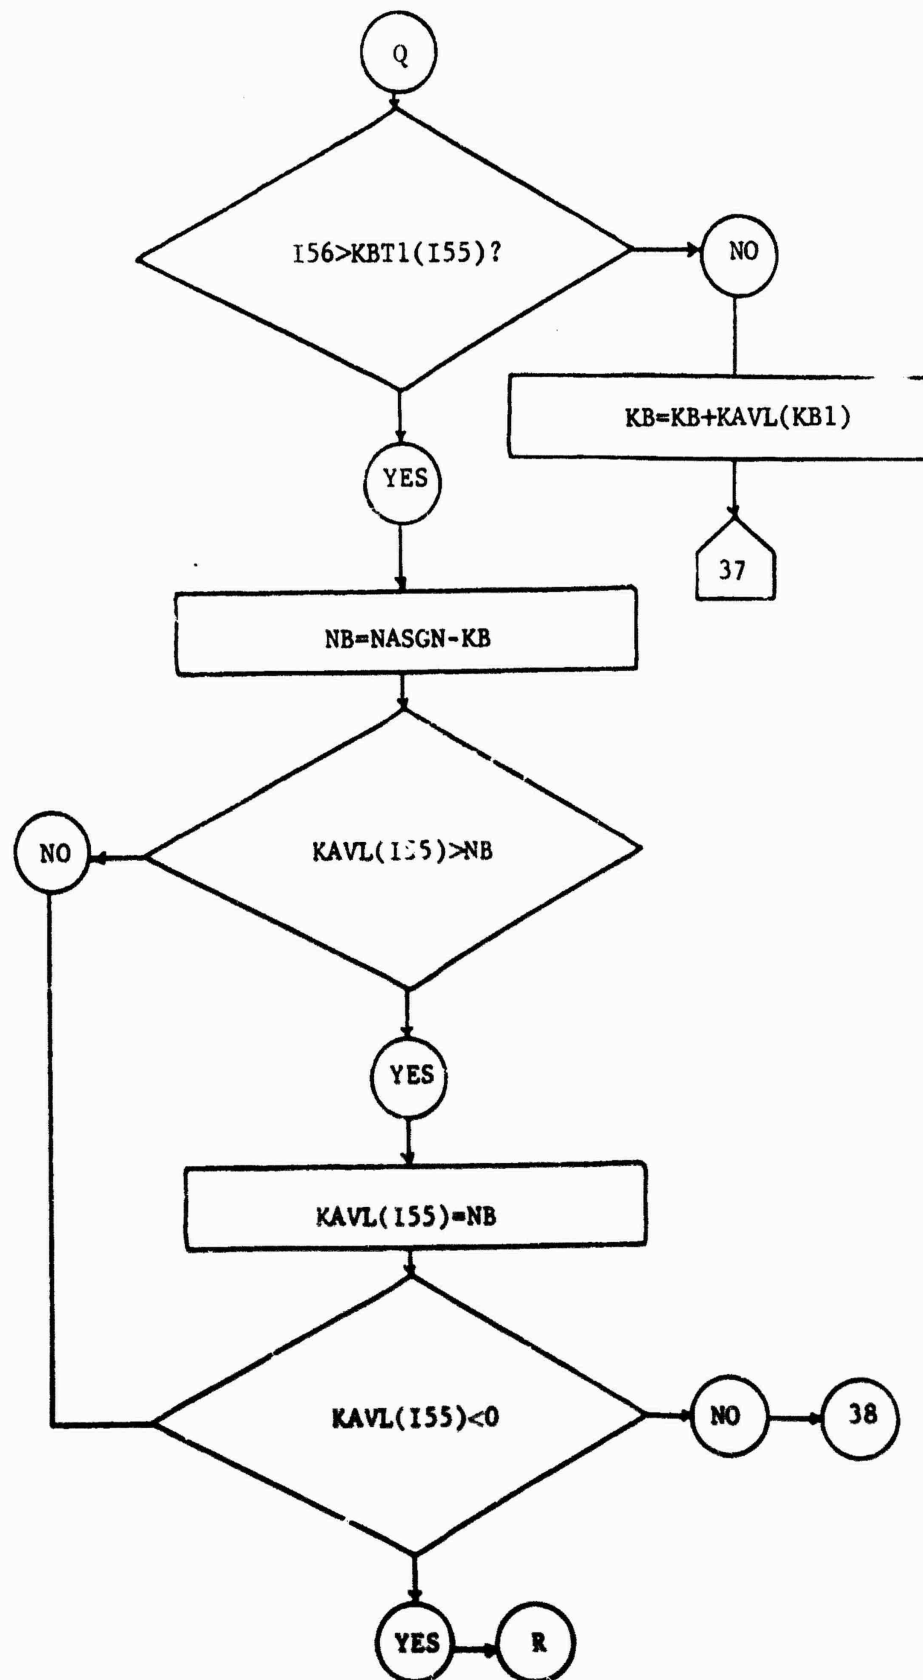 Q
I56>KBT1(I55)?
NO
KB=KB+KAVL(KB1)
YES
37
NB=NASGN-KB
KAVL(I55)>NB
NO
YES
KAVL(I55)=NB
KAVL(I55)<0
NO
38
YES
R